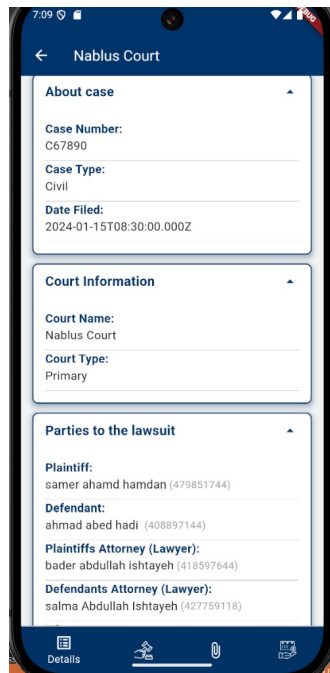 7:09
DEBUG
Nablus Court
About case
Case Number:
C67890
Case Type:
Civil
Date Filed:
2024-01-15T08:30:00.000Z
Court Information
Court Name:
Nablus Court
Court Type:
Primary
Parties to the lawsuit
Plaintiff:
samer ahamd hamdan (479851744)
Defendant:
ahmad abed hadi (408897144)
Plaintiffs Attorney (Lawyer):
bader abdullah ishtayeh (418597644)
Defendants Attorney (Lawyer):
salma Abdullah Ishtayeh (427759118)
Details